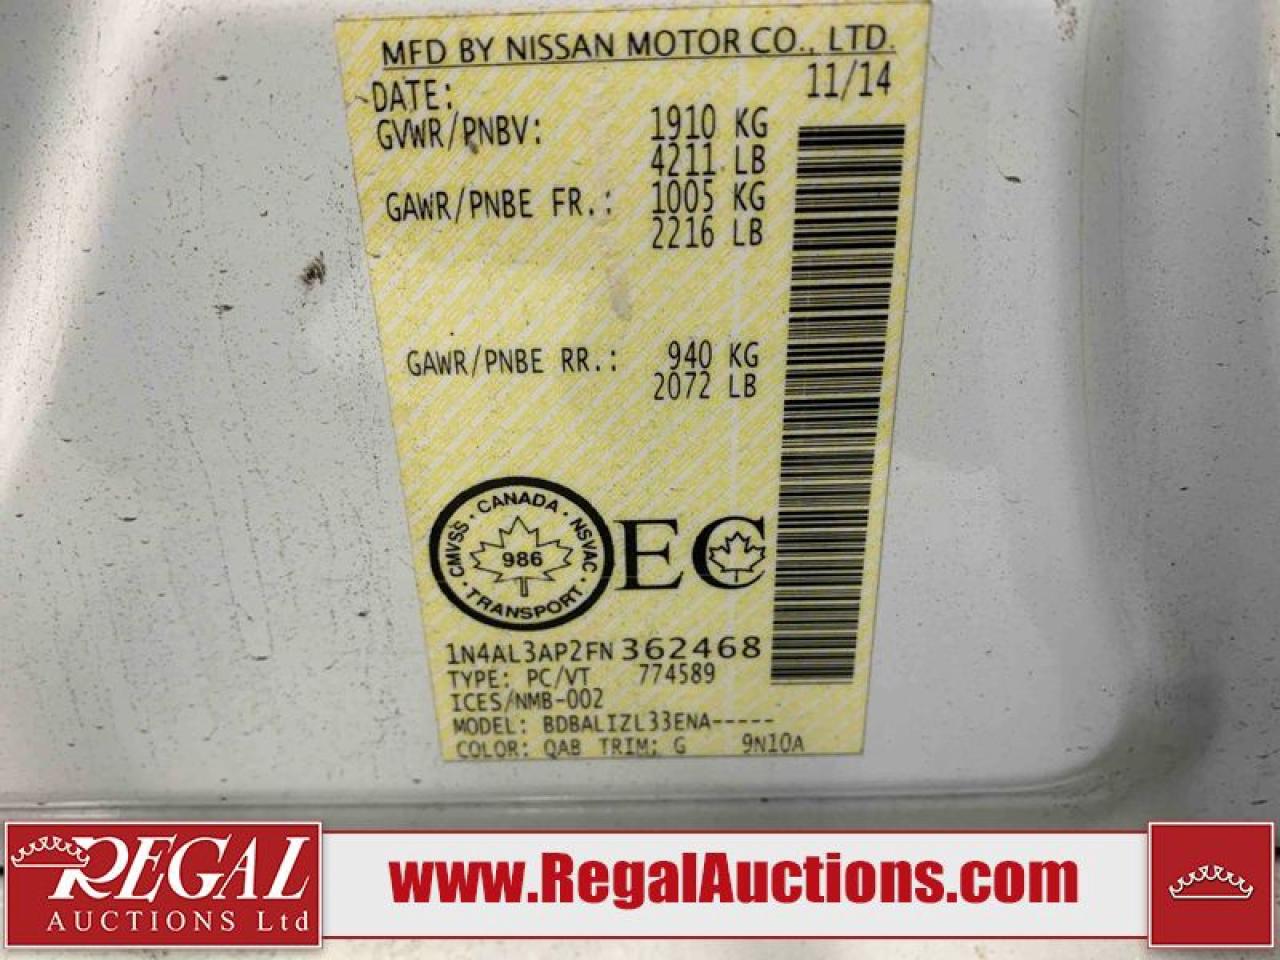 MFD BY NISSAN MOTOR CO., LTD.
DATE: 11/14
GVWR/PNBV: 1910 KG
4211 LB
GAWR/PNBE FR.: 1005 KG
2216 LB
GAWR/PNBE RR.: 940 KG
2072 LB
CANADA · NSVAC · TRANSPORT · CMVSS ·
986
EC
1N4AL3AP2FN362468
TYPE: PC/VT 774589
ICES/NMB-002
MODEL: BDBALIZL33ENA-----
COLOR: QAB TRIM: G 9N10A
REGAL
AUCTIONS Ltd
www.RegalAuctions.com